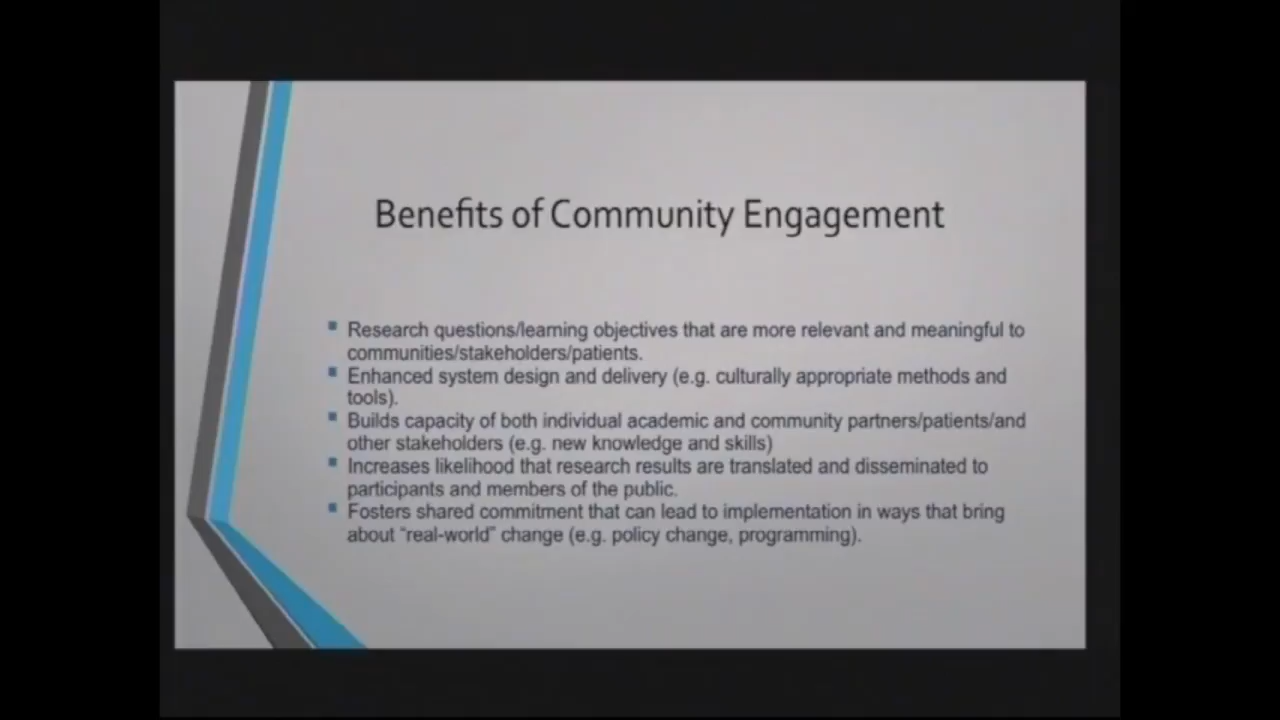 Benefits of Community Engagement
▪ Research questions/learning objectives that are more relevant and meaningful to
communities/stakeholders/patients.
▪ Enhanced system design and delivery (e.g. culturally appropriate methods and
tools).
▪ Builds capacity of both individual academic and community partners/patients/and
other stakeholders (e.g. new knowledge and skills)
▪ Increases likelihood that research results are translated and disseminated to
participants and members of the public.
▪ Fosters shared commitment that can lead to implementation in ways that bring
about “real-world” change (e.g. policy change, programming).